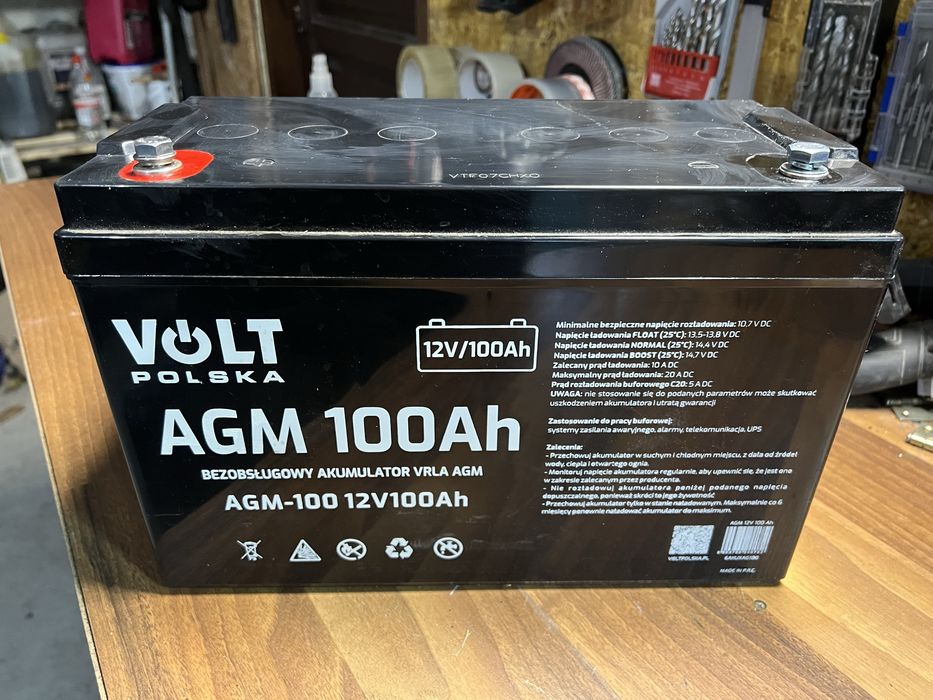 VTF07CHXO
VOLT
POLSKA
12V/100Ah
AGM 100Ah
BEZOBSŁUGOWY AKUMULATOR VRLA AGM
AGM-100 12V100Ah
Minimalne bezpieczne napięcie rozładowania: 10.7 V DC
Napięcie ładowania FLOAT (25°C): 13.5-13.8 V DC
Napięcie ładowania NORMAL (25°C): 14,4 V DC
Napięcie ładowania BOOST (25°C): 14,7 V DC
Zalecany prąd ładowania: 10 A DC
Maksymalny prąd ładowania: 20 A DC
Prąd rozładowania buforowego C20: 5 A DC
UWAGA: nie stosowanie się do podanych parametrów może skutkować
uszkodzeniem akumulatora i utratą gwarancji
Zastosowanie do pracy buforowej:
systemy zasilania awaryjnego, alarmy, telekomunikacja, UPS
Zalecenia:
- Przechowuj akumulator w suchym i chłodnym miejscu, z dala od źródeł
wody, ciepła i otwartego ognia.
- Monitoruj napięcie akumulatora regularnie, aby upewnić się, że jest ono
w zakresie zalecanym przez producenta.
- Nie rozładowuj akumulatora poniżej podanego napięcia
dopuszczalnego, ponieważ skróci to jego żywotność
- Przechowuj akumulator tylko w stanie naładowanym. Maksymalnie co 6
miesięcy ponownie naładować akumulator do maksimum.
VOLTPOLSKA.PL
AGM 12V 100 Ah
MADE IN P.R.C.